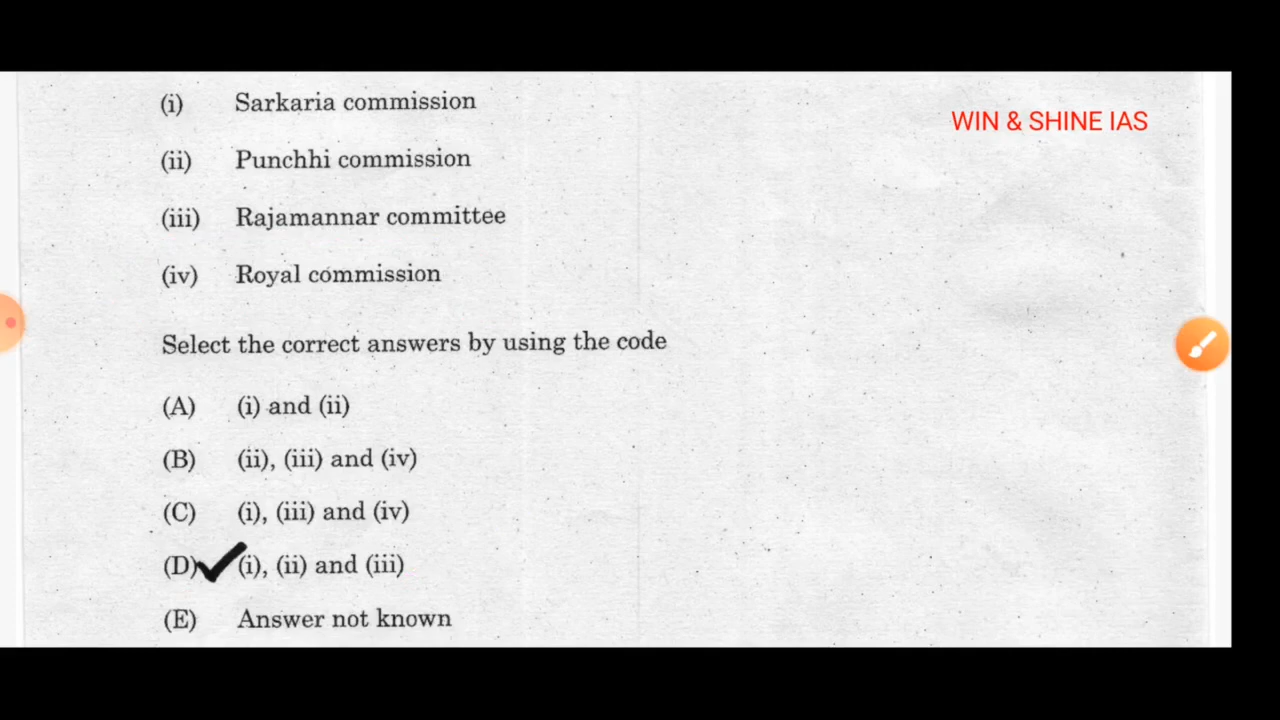 (i) Sarkaria commission
WIN & SHINE IAS
(ii) Punchhi commission
(iii) Rajamannar committee
(iv) Royal commission
Select the correct answers by using the code
(A) (i) and (ii)
(B) (ii), (iii) and (iv)
(C) (i), (iii) and (iv)
(D) (i), (ii) and (iii)
(E) Answer not known